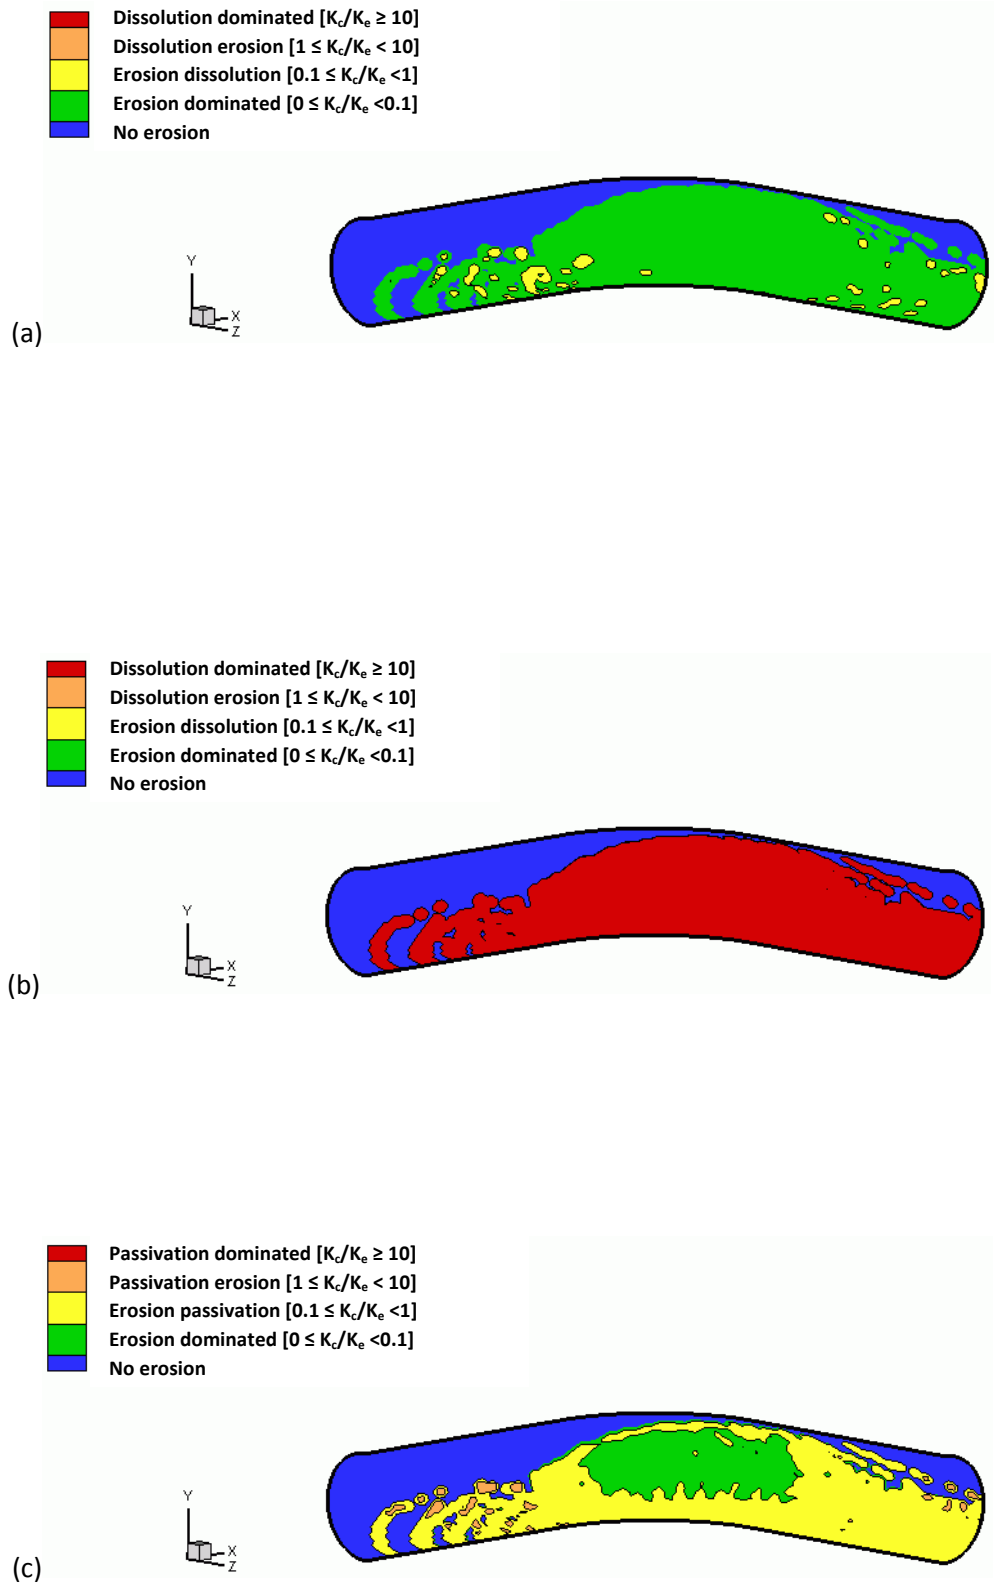 Dissolution dominated [Kc/Ke ≥ 10]
Dissolution erosion [1 ≤ Kc/Ke < 10]
Erosion dissolution [0.1 ≤ Kc/Ke <1]
Erosion dominated [0 ≤ Kc/Ke <0.1]
No erosion
Y
X
Z
(a)
Dissolution dominated [Kc/Ke ≥ 10]
Dissolution erosion [1 ≤ Kc/Ke < 10]
Erosion dissolution [0.1 ≤ Kc/Ke <1]
Erosion dominated [0 ≤ Kc/Ke <0.1]
No erosion
Y
X
Z
(b)
Passivation dominated [Kc/Ke ≥ 10]
Passivation erosion [1 ≤ Kc/Ke < 10]
Erosion passivation [0.1 ≤ Kc/Ke <1]
Erosion dominated [0 ≤ Kc/Ke <0.1]
No erosion
Y
X
Z
(c)